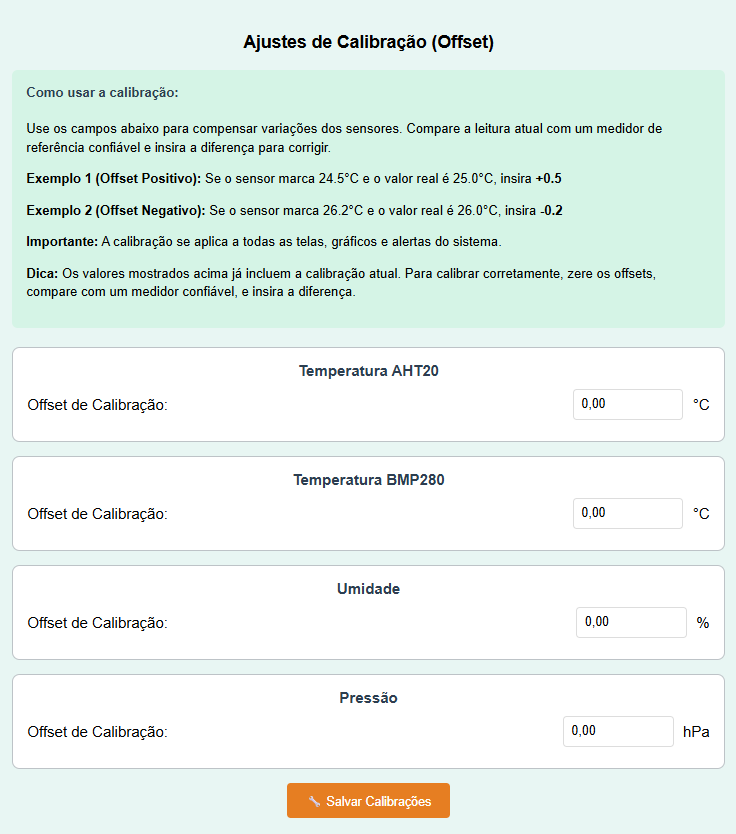 Ajustes de Calibração (Offset)
Como usar a calibração:
Use os campos abaixo para compensar variações dos sensores. Compare a leitura atual com um medidor de
referência confiável e insira a diferença para corrigir.
Exemplo 1 (Offset Positivo): Se o sensor marca 24.5°C e o valor real é 25.0°C, insira +0.5
Exemplo 2 (Offset Negativo): Se o sensor marca 26.2°C e o valor real é 26.0°C, insira -0.2
Importante: A calibração se aplica a todas as telas, gráficos e alertas do sistema.
Dica: Os valores mostrados acima já incluem a calibração atual. Para calibrar corretamente, zere os offsets,
compare com um medidor confiável, e insira a diferença.
Temperatura AHT20
Offset de Calibração: 0,00 °C
Temperatura BMP280
Offset de Calibração: 0,00 °C
Umidade
Offset de Calibração: 0,00 %
Pressão
Offset de Calibração: 0,00 hPa
Salvar Calibrações